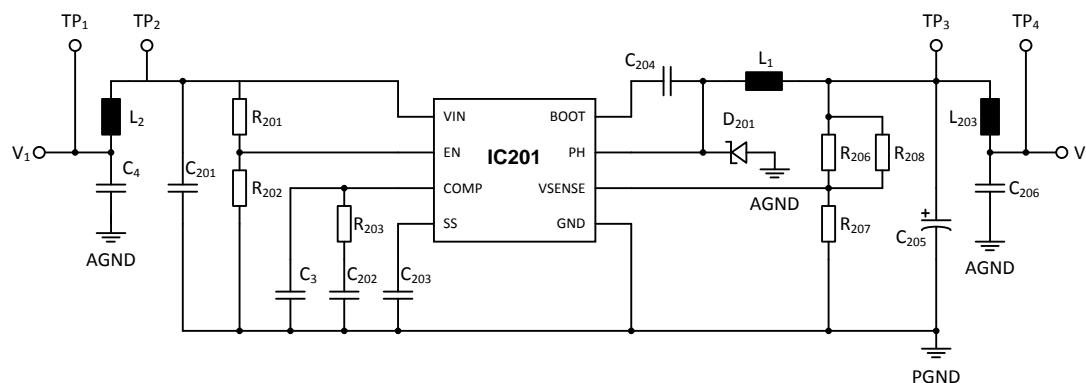 TP₁ TP₂ TP₃ TP₄
C₂₀₄ L₁
L₂ R₂₀₁ VIN BOOT D₂₀₁ L₂₀₃
V₁ EN IC201 PH R₂₀₆ R₂₀₈ V
C₄ C₂₀₁ R₂₀₂ COMP VSENSE AGND C₂₀₆
R₂₀₃ SS GND R₂₀₇ C₂₀₅ +
AGND AGND
C₃ C₂₀₂ C₂₀₃
PGND